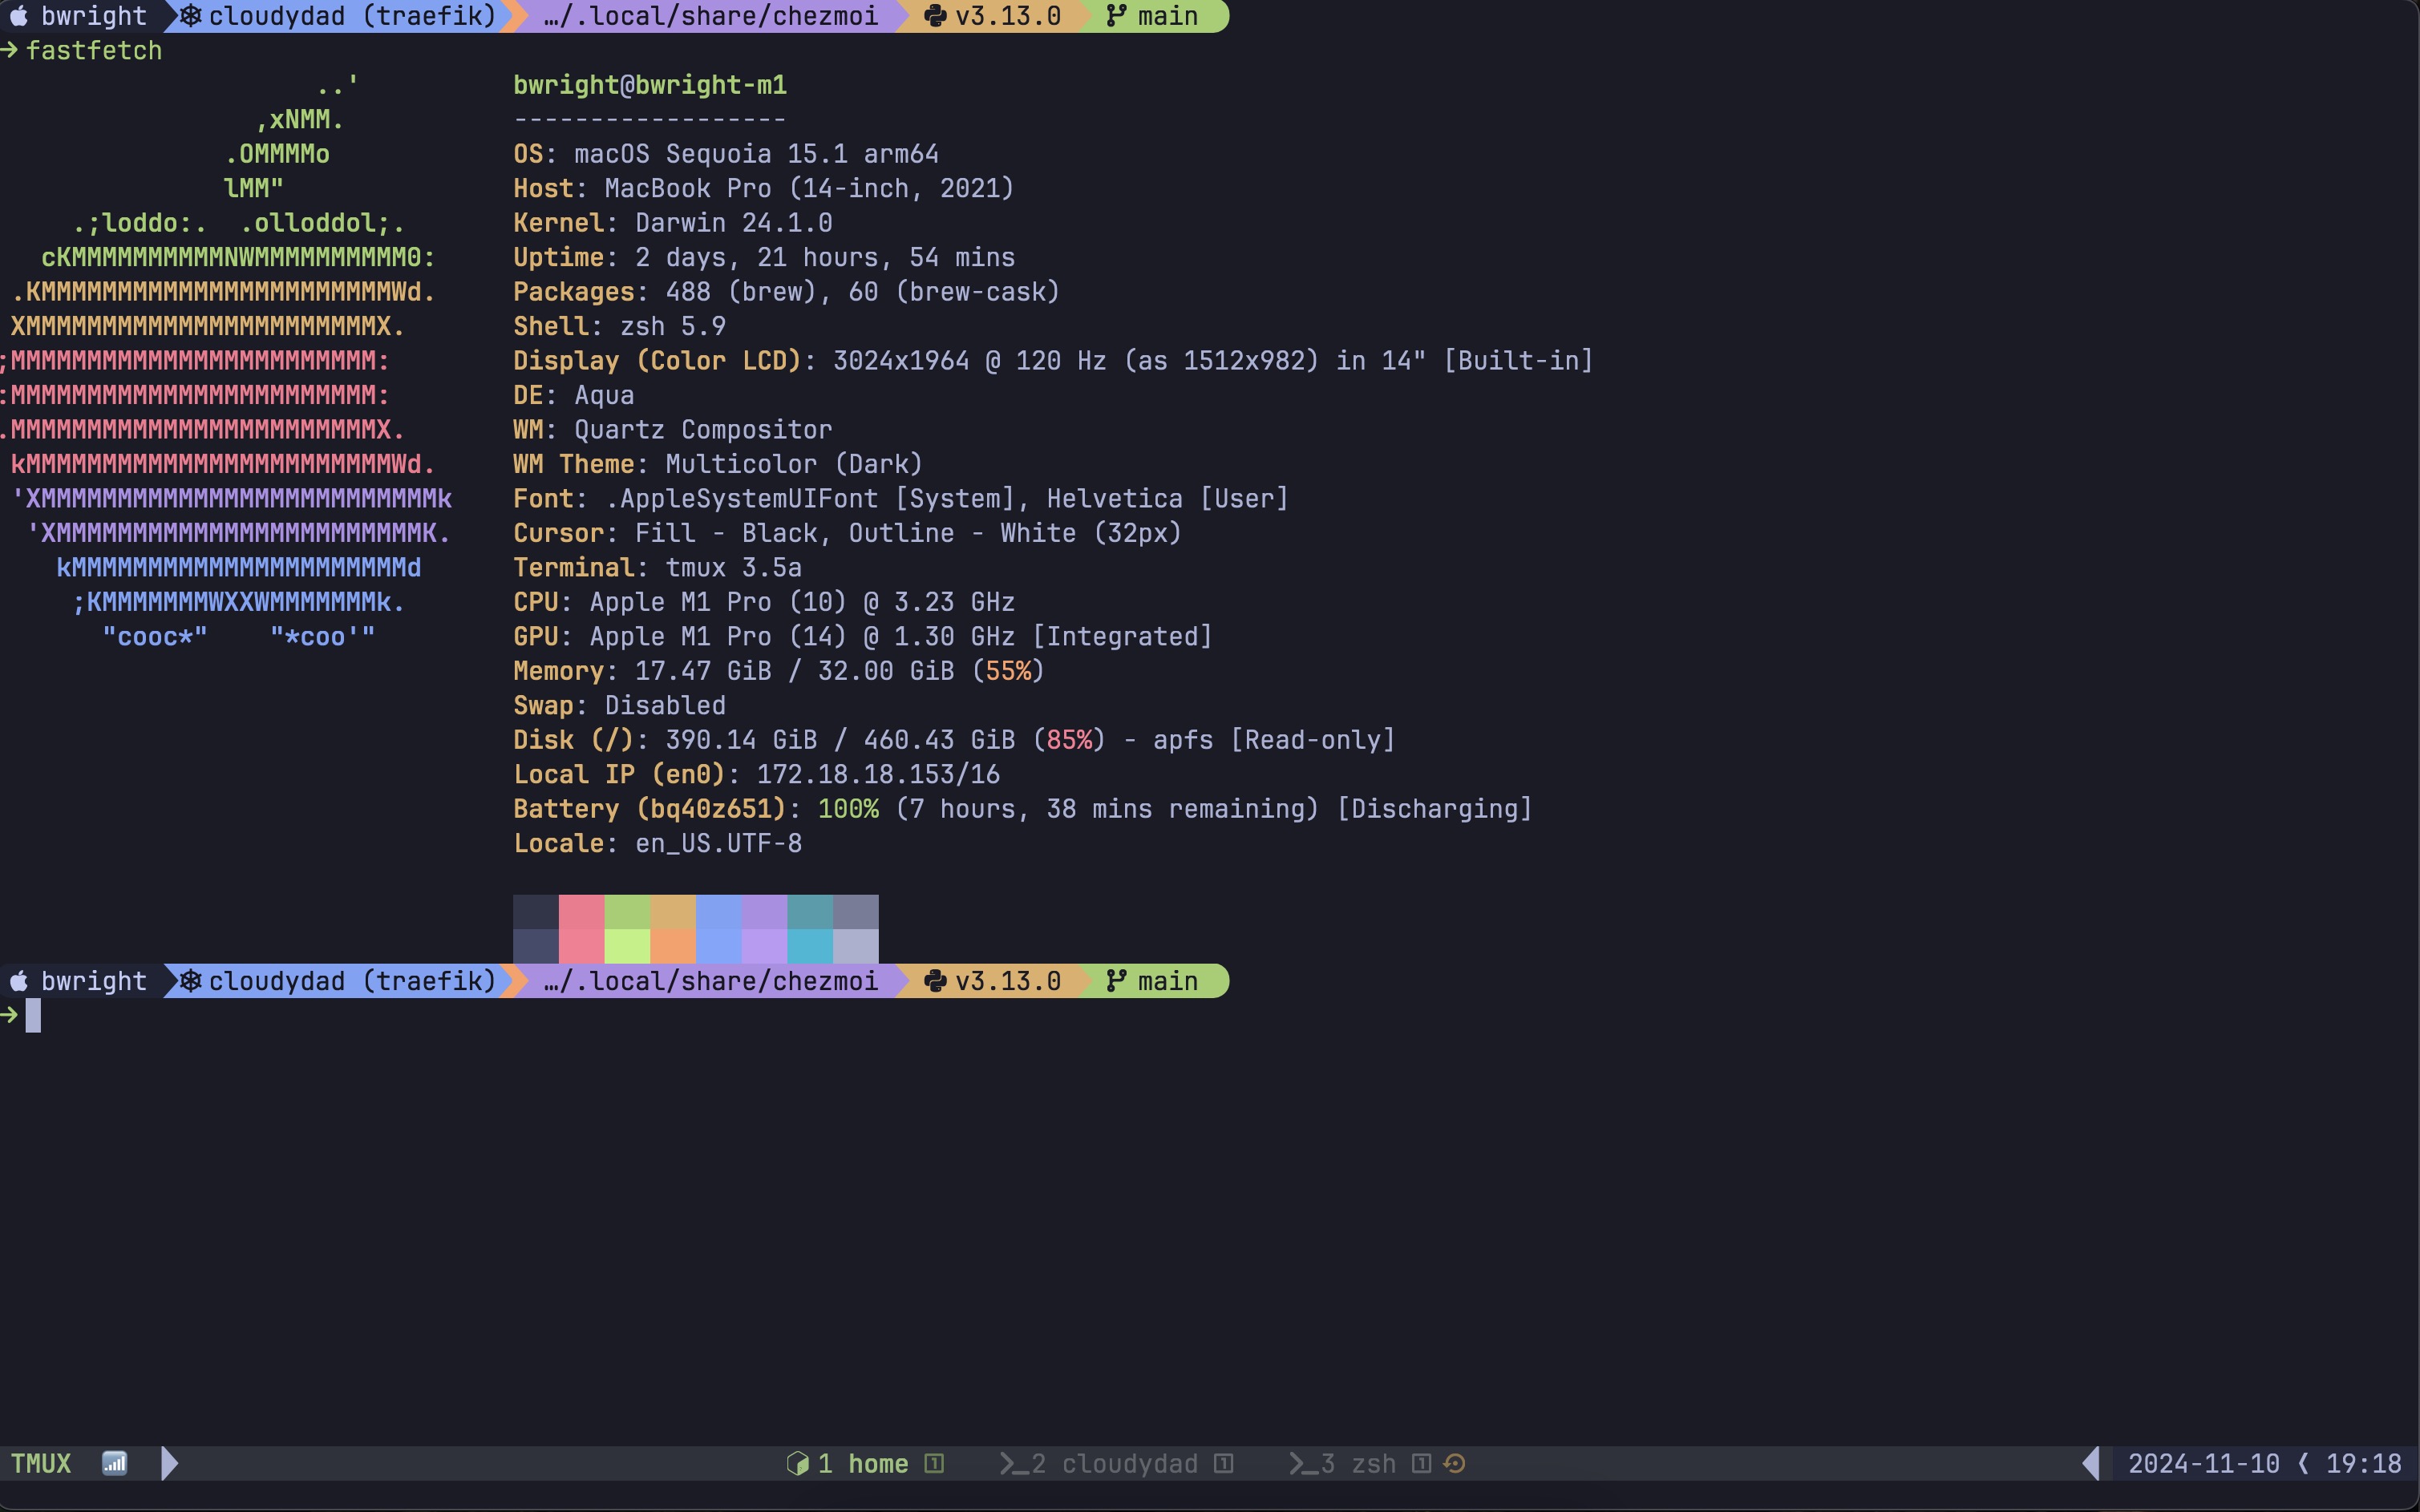 bwright cloudydad (traefik) …/.local/share/chezmoi v3.13.0 main
→ fastfetch
..'
,xNMM.
.OMMMMo
lMM"
.;loddo:.  .olloddol;.
cKMMMMMMMMMMNWMMMMMMMMMM0:
.KMMMMMMMMMMMMMMMMMMMMMMMWd.
XMMMMMMMMMMMMMMMMMMMMMMMX.
;MMMMMMMMMMMMMMMMMMMMMMMM:
:MMMMMMMMMMMMMMMMMMMMMMMM:
.MMMMMMMMMMMMMMMMMMMMMMMMX.
kMMMMMMMMMMMMMMMMMMMMMMMMWd.
'XMMMMMMMMMMMMMMMMMMMMMMMMMMk
'XMMMMMMMMMMMMMMMMMMMMMMMMK.
kMMMMMMMMMMMMMMMMMMMMMMd
;KMMMMMMMWXXWMMMMMMMk.
"cooc*"    "*coo'"
bwright@bwright-m1
------------------
OS: macOS Sequoia 15.1 arm64
Host: MacBook Pro (14-inch, 2021)
Kernel: Darwin 24.1.0
Uptime: 2 days, 21 hours, 54 mins
Packages: 488 (brew), 60 (brew-cask)
Shell: zsh 5.9
Display (Color LCD): 3024x1964 @ 120 Hz (as 1512x982) in 14" [Built-in]
DE: Aqua
WM: Quartz Compositor
WM Theme: Multicolor (Dark)
Font: .AppleSystemUIFont [System], Helvetica [User]
Cursor: Fill - Black, Outline - White (32px)
Terminal: tmux 3.5a
CPU: Apple M1 Pro (10) @ 3.23 GHz
GPU: Apple M1 Pro (14) @ 1.30 GHz [Integrated]
Memory: 17.47 GiB / 32.00 GiB (55%)
Swap: Disabled
Disk (/): 390.14 GiB / 460.43 GiB (85%) - apfs [Read-only]
Local IP (en0): 172.18.18.153/16
Battery (bq40z651): 100% (7 hours, 38 mins remaining) [Discharging]
Locale: en_US.UTF-8
bwright cloudydad (traefik) …/.local/share/chezmoi v3.13.0 main
→
TMUX 1 home 1 >_2 cloudydad 1 >_3 zsh 1 2024-11-10 19:18